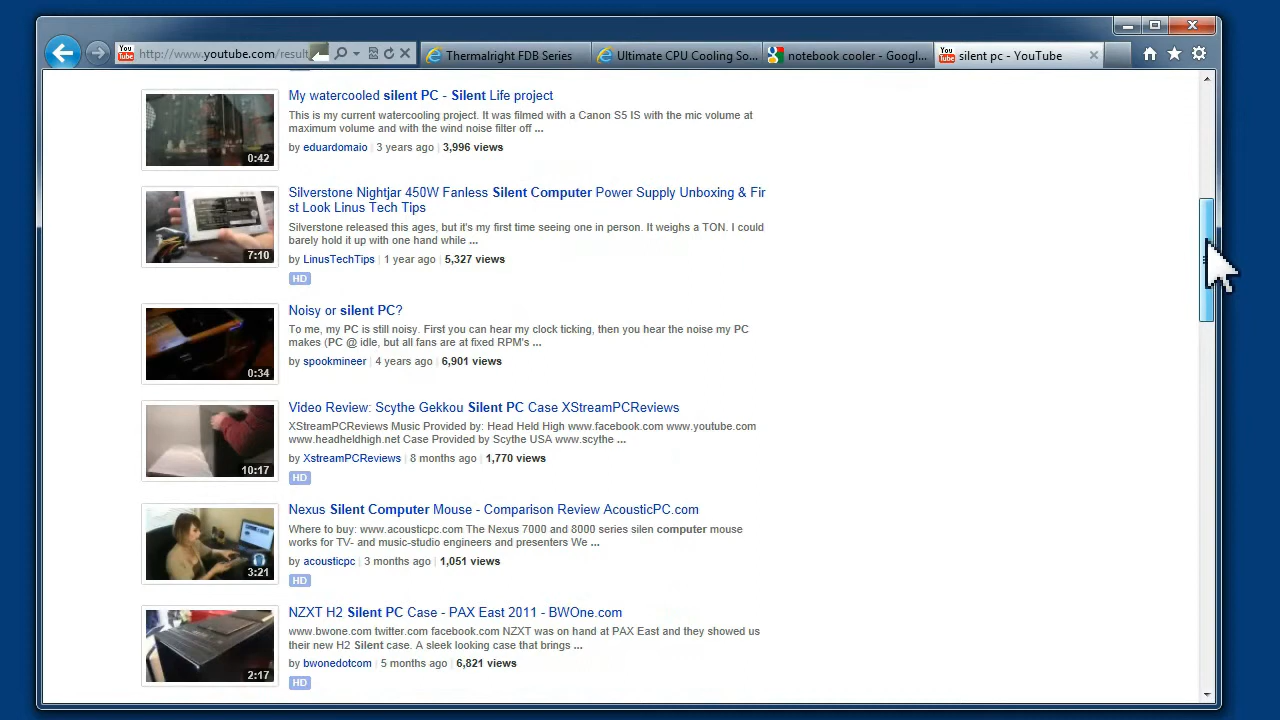 You Tube http://www.youtube.com/result
Thermalright FDB Series
Ultimate CPU Cooling So...
notebook cooler - Googl...
You Tube silent pc - YouTube
My watercooled silent PC - Silent Life project
This is my current watercooling project. It was filmed with a Canon S5 IS with the mic volume at
maximum volume and with the wind noise filter off ...
by eduardomaio | 3 years ago | 3,996 views
0:42
Silverstone Nightjar 450W Fanless Silent Computer Power Supply Unboxing & Fir
st Look Linus Tech Tips
Silverstone released this ages, but it's my first time seeing one in person. It weighs a TON. I could
barely hold it up with one hand while ...
by LinusTechTips | 1 year ago | 5,327 views
7:10
HD
Noisy or silent PC?
To me, my PC is still noisy. First you can hear my clock ticking, then you hear the noise my PC
makes (PC @ idle, but all fans are at fixed RPM's ...
by spookmineer | 4 years ago | 6,901 views
0:34
Video Review: Scythe Gekkou Silent PC Case XStreamPCReviews
XStreamPCReviews Music Provided by: Head Held High www.facebook.com www.youtube.com
www.headheldhigh.net Case Provided by Scythe USA www.scythe ...
by XstreamPCReviews | 8 months ago | 1,770 views
10:17
HD
Nexus Silent Computer Mouse - Comparison Review AcousticPC.com
Where to buy: www.acousticpc.com The Nexus 7000 and 8000 series silen computer mouse
works for TV- and music-studio engineers and presenters We ...
by acousticpc | 3 months ago | 1,051 views
3:21
HD
NZXT H2 Silent PC Case - PAX East 2011 - BWOne.com
www.bwone.com twitter.com facebook.com NZXT was on hand at PAX East and they showed us
their new H2 Silent case. A sleek looking case that brings ...
by bwonedotcom | 5 months ago | 6,821 views
2:17
HD